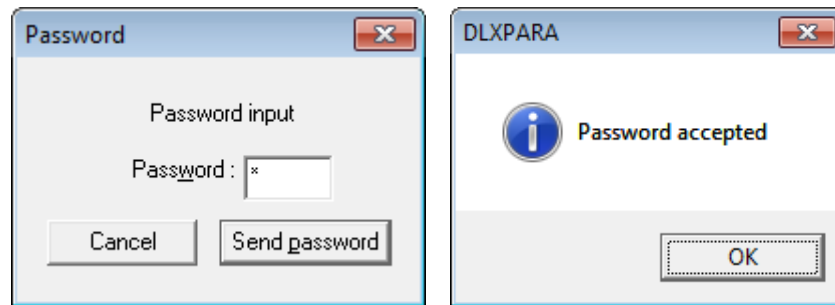 Password
Password input
Password : *
Cancel
Send password
DLXPARA
Password accepted
OK